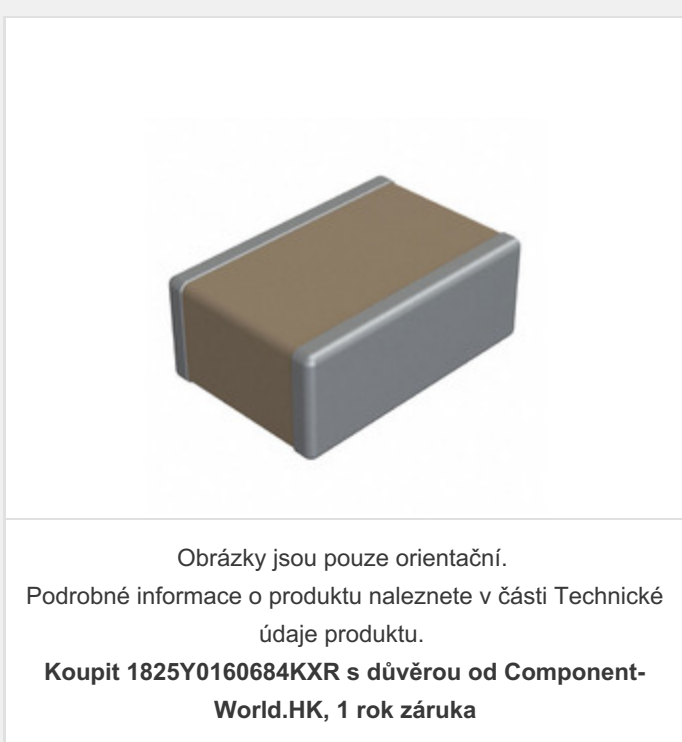 Obrázky jsou pouze orientační.
Podrobné informace o produktu naleznete v části Technické
údaje produktu.
Koupit 1825Y0160684KXR s důvěrou od Component-
World.HK, 1 rok záruka